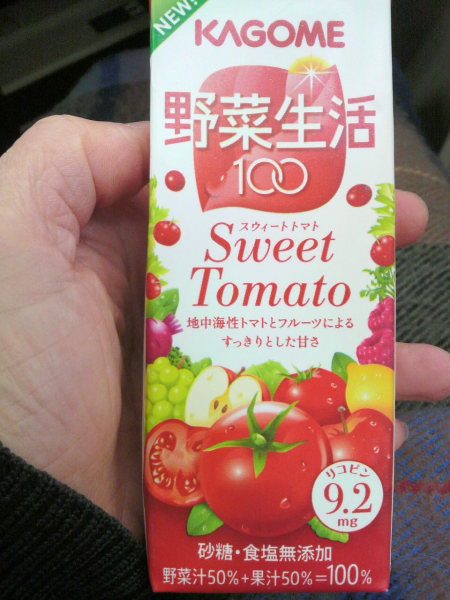 NEW!
KAGOME
野菜生活
100
スウィートトマト
Sweet
Tomato
地中海性トマトとフルーツによる
すっきりとした甘さ
リコピン
9.2
mg
砂糖・食塩無添加
野菜汁50%+果汁50%=100%